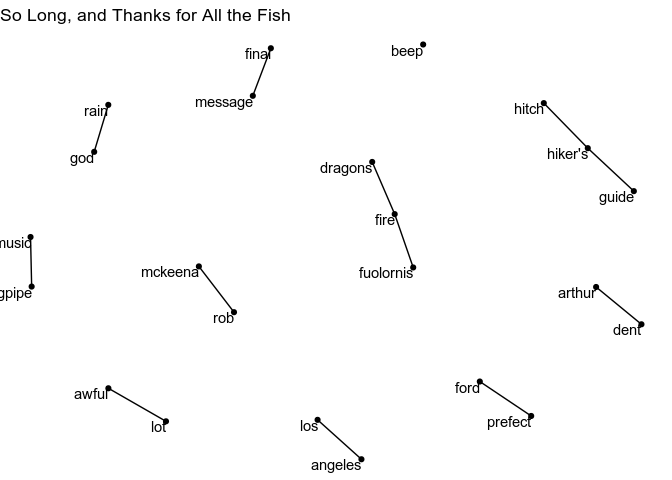 So Long, and Thanks for All the Fish
final
beep
message
rain
hitch
god
hiker's
dragons
guide
fire
music
mckeena
fuolornis
gpipe
arthur
rob
dent
awful
ford
lot
los
prefect
angeles